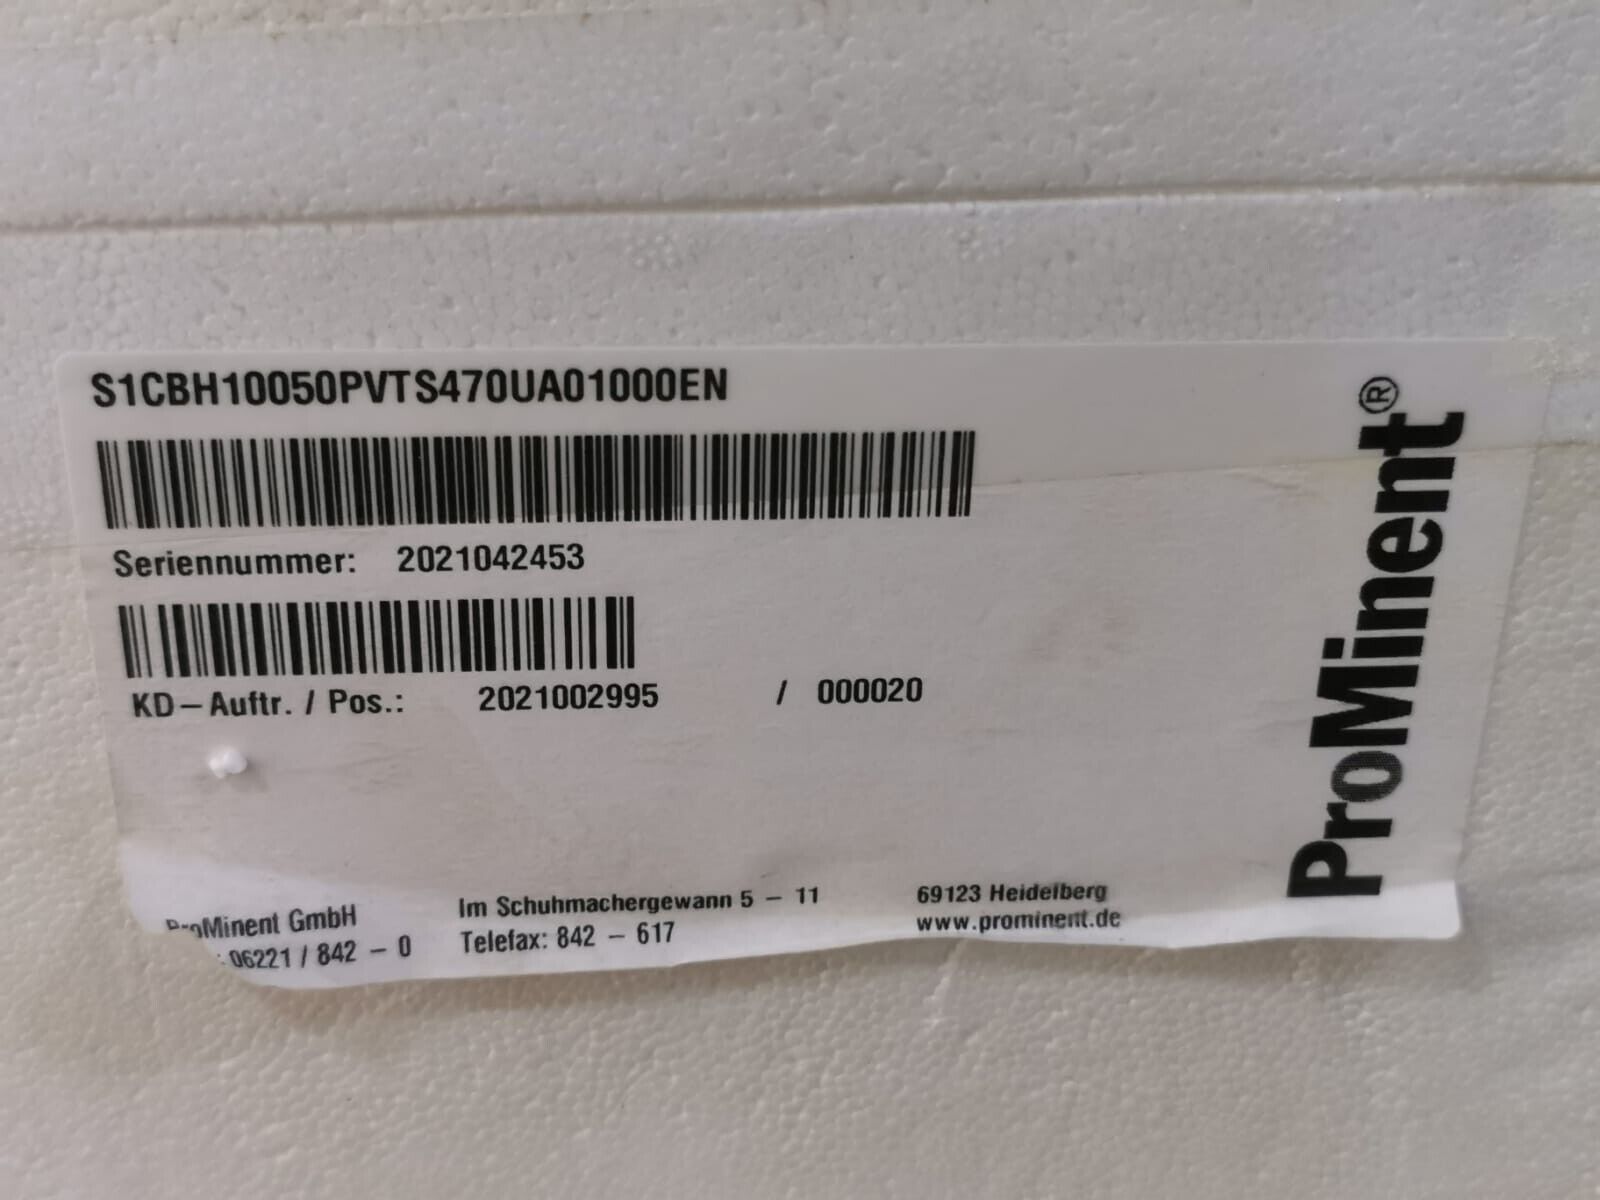 S1CBH10050PVTS470UA01000EN
Seriennummer: 2021042453
KD-Auftr. / Pos.: 2021002995 / 000020
ProMinent GmbH Im Schuhmachergewann 5 - 11 69123 Heidelberg
: 06221 / 842 - 0 Telefax: 842 - 617 www.prominent.de
ProMinent®